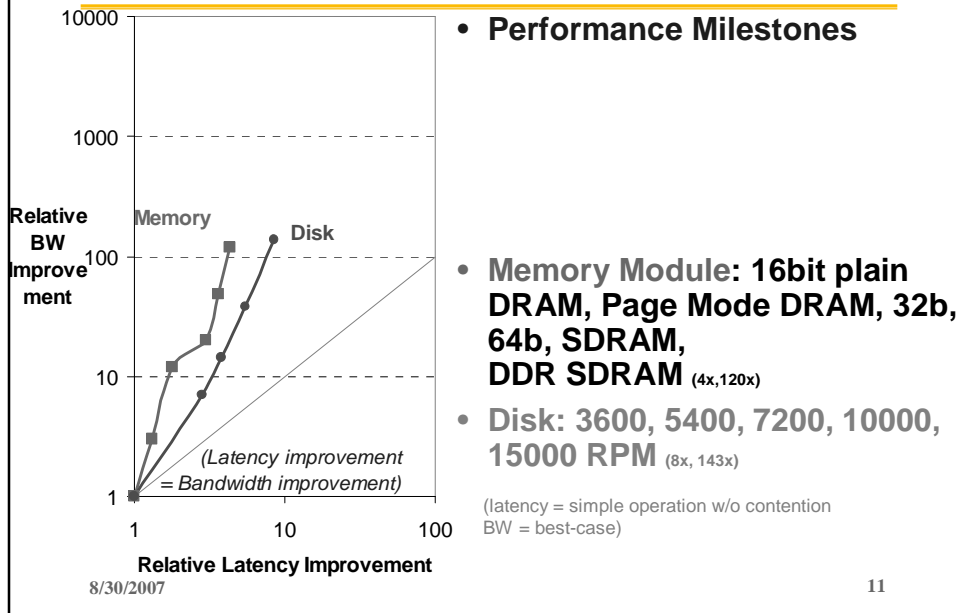 10000
1000
100
10
1
1
10
100
Relative
BW
Improve
ment
Memory
Disk
(Latency improvement
= Bandwidth improvement)
Relative Latency Improvement
• Performance Milestones
• Memory Module: 16bit plain
DRAM, Page Mode DRAM, 32b,
64b, SDRAM,
DDR SDRAM (4x,120x)
• Disk: 3600, 5400, 7200, 10000,
15000 RPM (8x, 143x)
(latency = simple operation w/o contention
BW = best-case)
8/30/2007
11